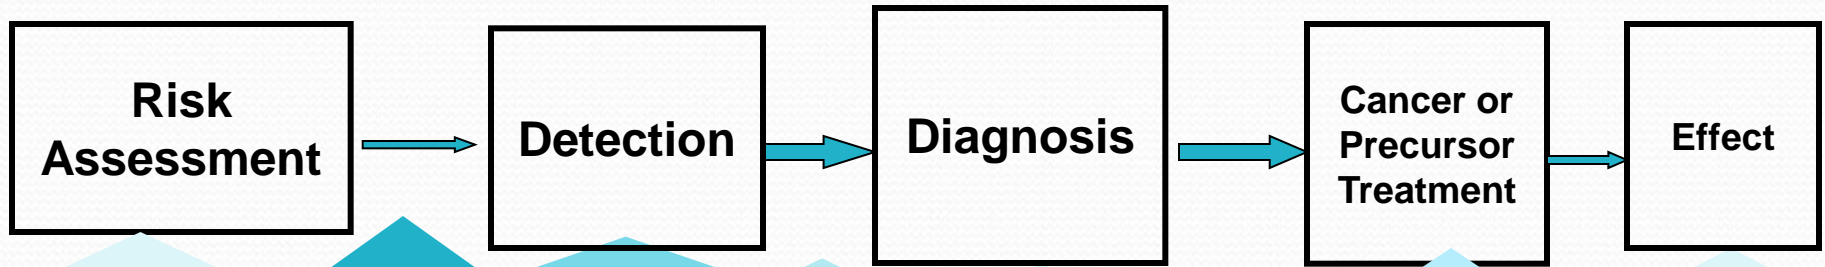 Risk
Assessment
Detection
Diagnosis
Cancer or
Precursor
Treatment
Effect